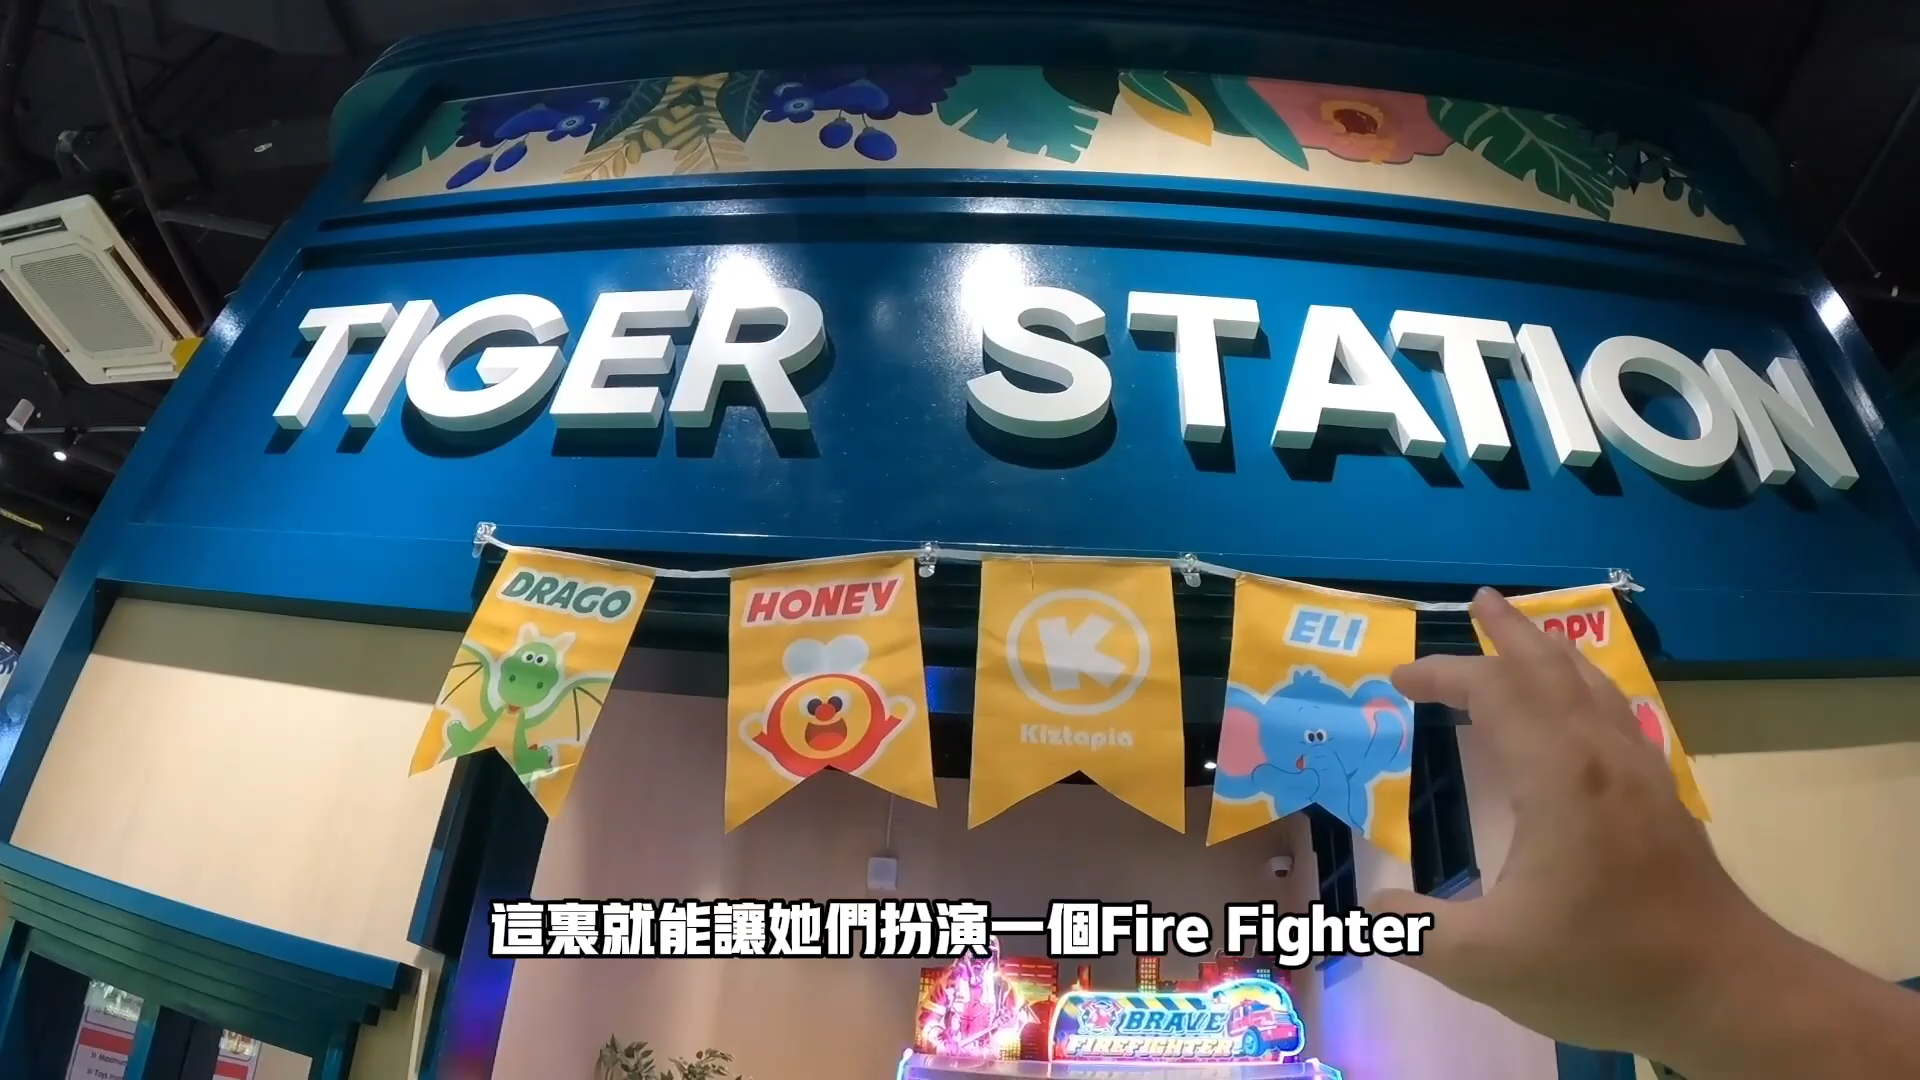 TIGER STATION
DRAGO
HONEY
K
Kiztopia
ELI
這裏就能讓她們扮演一個Fire Fighter
BRAVE
FIREFIGHTER